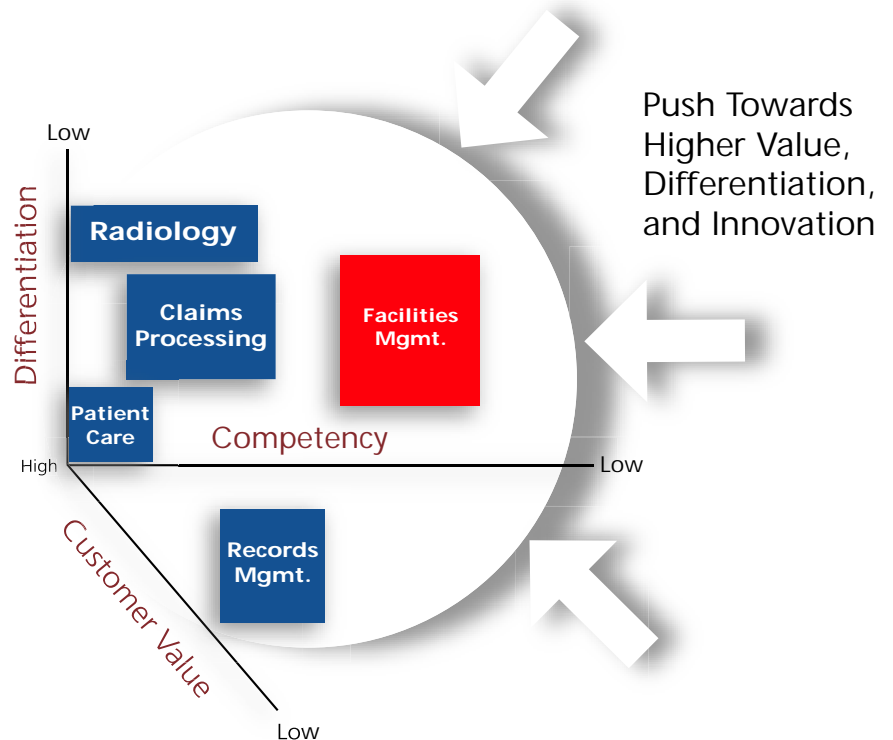 Push Towards
Higher Value,
Differentiation,
and Innovation
Low
Differentiation
Radiology
Claims
Processing
Facilities
Mgmt.
Patient
Care
Competency
High
Low
Customer Value
Records
Mgmt.
Low